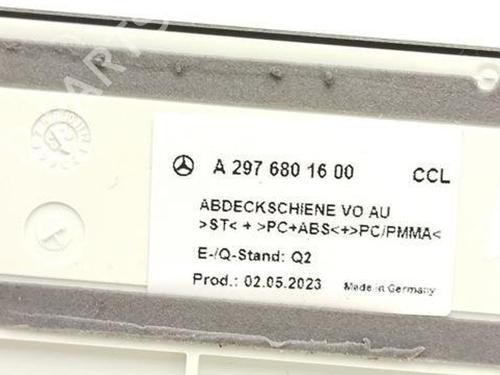 A 297 680 16 00 CCL
ABDECKSCHIENE VO AU
>ST< + >PC+ABS<+>PC/PMMA<
E-/Q-Stand: Q2
Prod.: 02.05.2023 Made in Germany